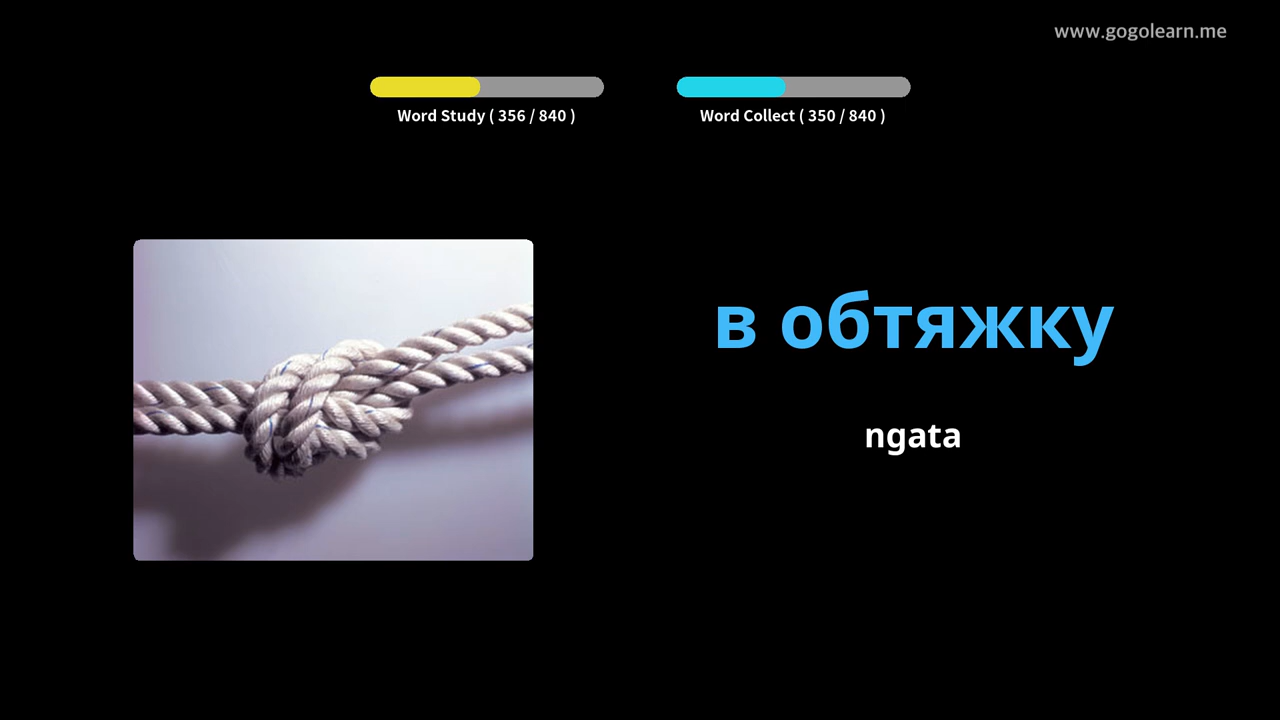 www.gogolearn.me
Word Study ( 356 / 840 )
Word Collect ( 350 / 840 )
в обтяжку
ngata